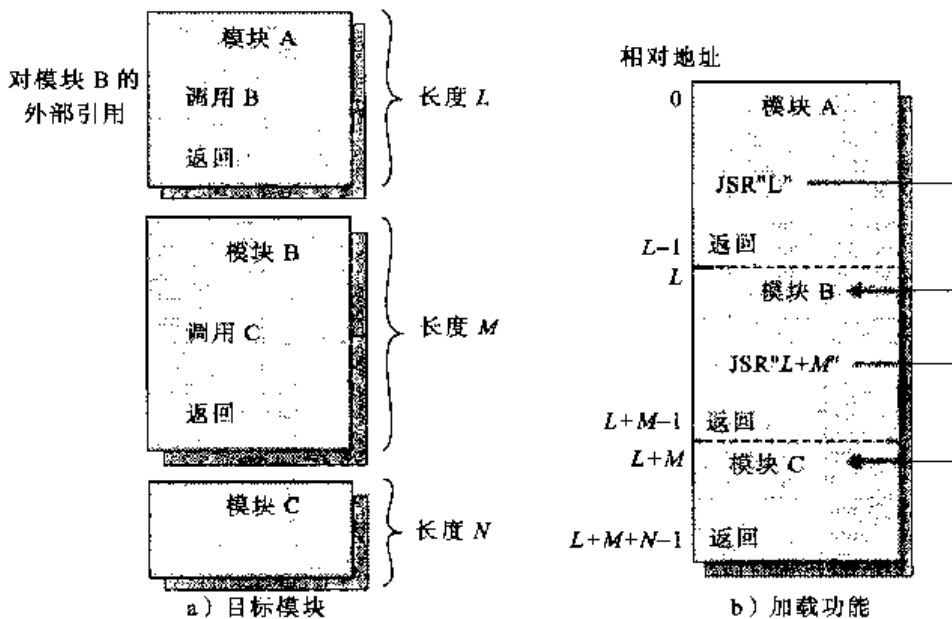 模块 A
对模块 B 的
外部引用
调用 B
返回
长度 L
模块 B
调用 C
返回
长度 M
模块 C
长度 N
a）目标模块
相对地址
0
模块 A
JSR"L"
L-1
返回
L
模块 B
JSR"L+M"
L+M-1
返回
L+M
模块 C
L+M+N-1
返回
b）加载功能